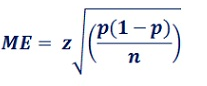 ME = z√((p(1−p)/n))